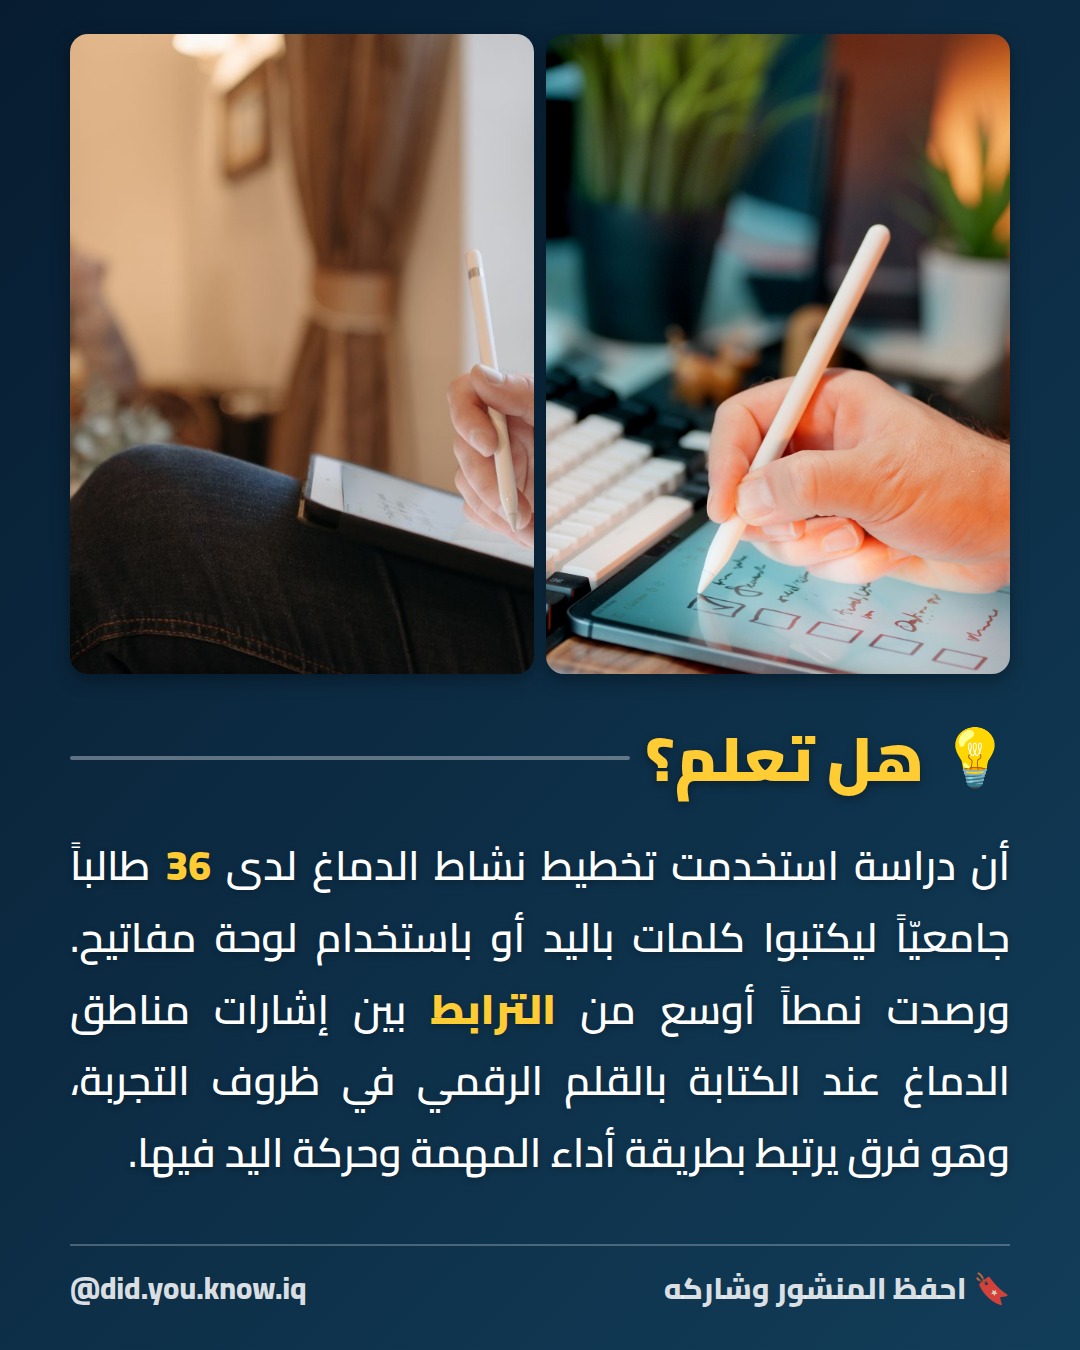 💡 هل تعلم؟
أن دراسة استخدمت تخطيط نشاط الدماغ لدى 36 طالباً
جامعيّاً ليكتبوا كلمات باليد أو باستخدام لوحة مفاتيح.
ورصدت نمطاً أوسع من الترابط بين إشارات مناطق
الدماغ عند الكتابة بالقلم الرقمي في ظروف التجربة،
وهو فرق يرتبط بطريقة أداء المهمة وحركة اليد فيها.
🔖 احفظ المنشور وشاركه
@did.you.know.iq